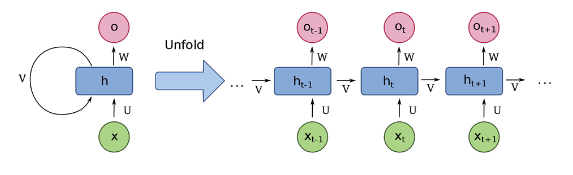 o
Unfold
o_{t-1}
o_t
o_{t+1}
W
W
W
W
V
h
... V
h_{t-1}
V
h_t
V
h_{t+1}
V ...
U
U
U
U
x
x_{t-1}
x_t
x_{t+1}